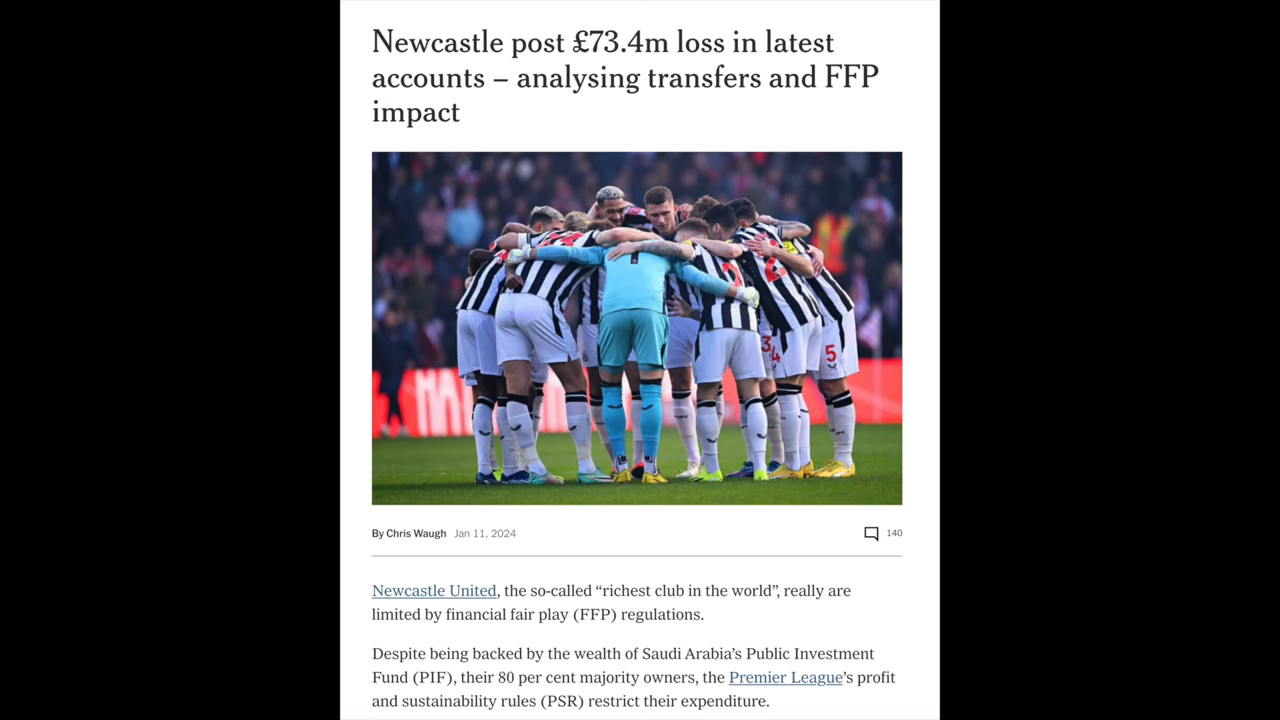 Newcastle post £73.4m loss in latest
accounts – analysing transfers and FFP
impact
By Chris Waugh Jan 11, 2024
140
Newcastle United, the so-called “richest club in the world”, really are
limited by financial fair play (FFP) regulations.
Despite being backed by the wealth of Saudi Arabia’s Public Investment
Fund (PIF), their 80 per cent majority owners, the Premier League’s profit
and sustainability rules (PSR) restrict their expenditure.